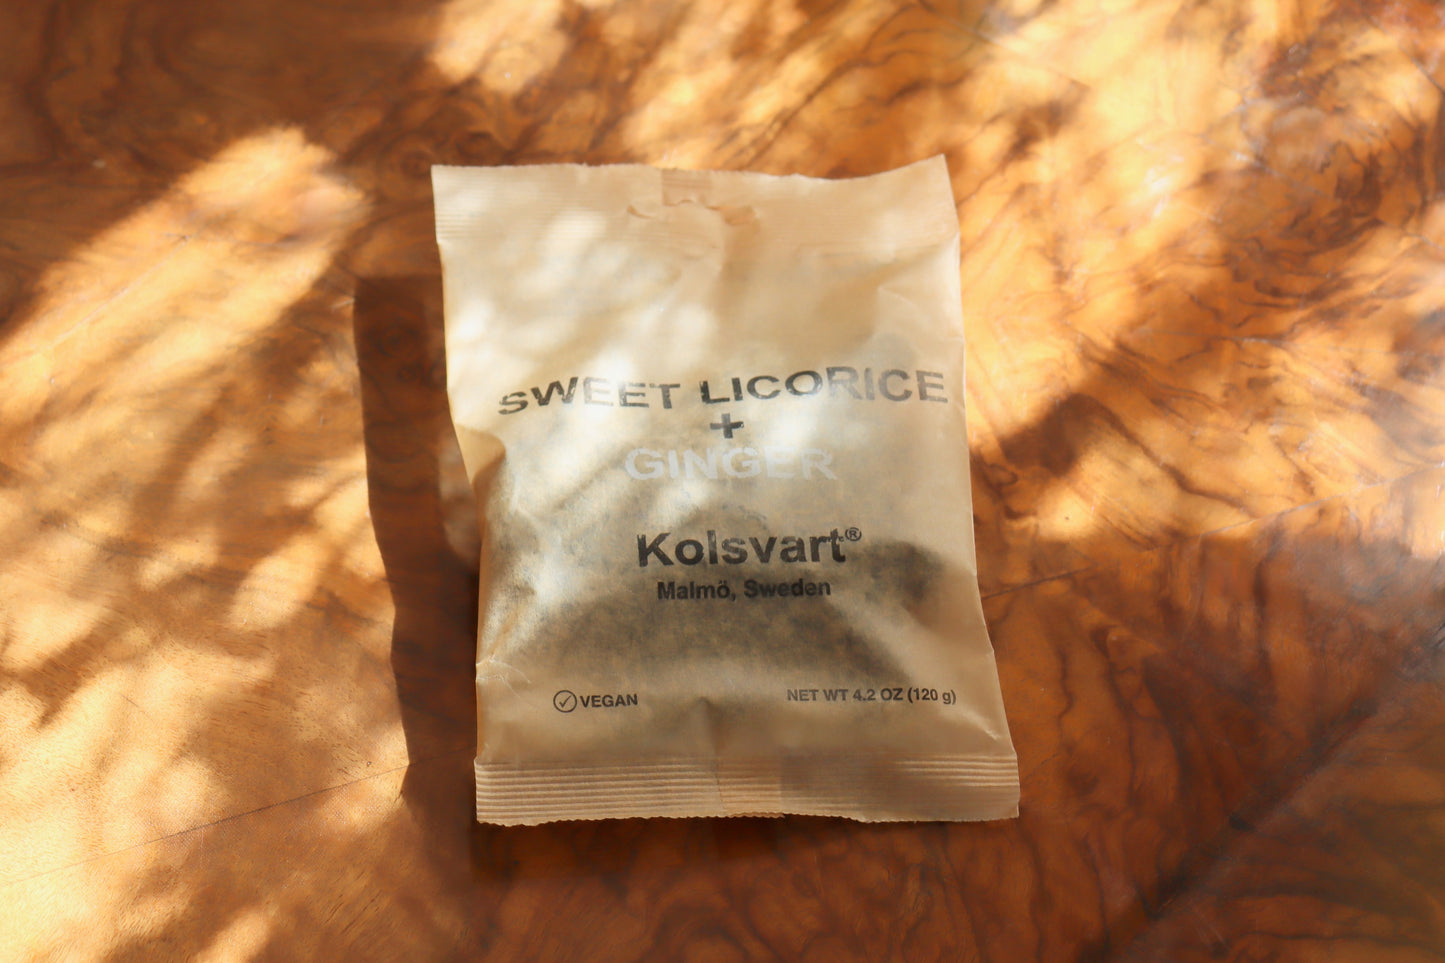 SWEET LICORICE
+
GINGER
Kolsvart®
Malmö, Sweden
VEGAN
NET WT 4.2 OZ (120 g)